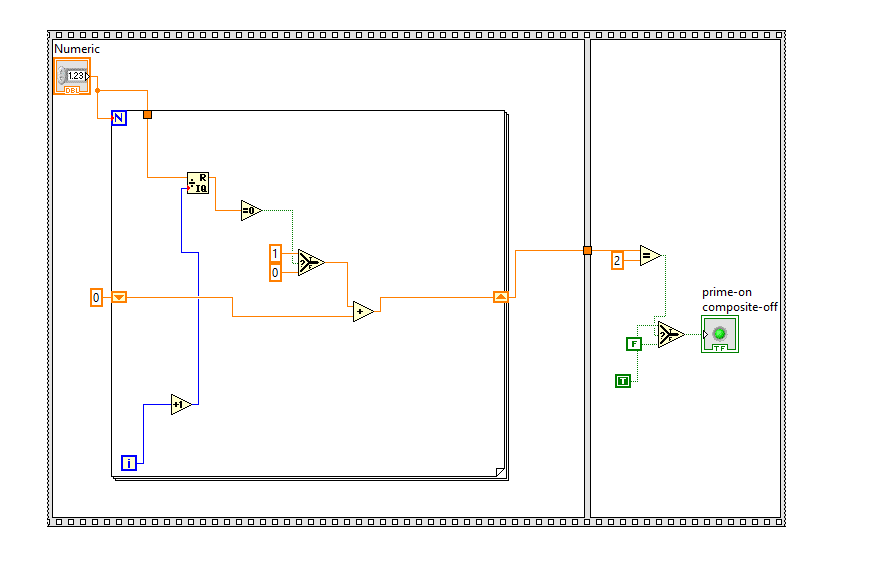 Numeric
1.23
DBL
N
R
IQ
=0
1
0
?
T
F
0
+
+1
i
2
=
prime-on
composite-off
F
?
T
F
TF
T